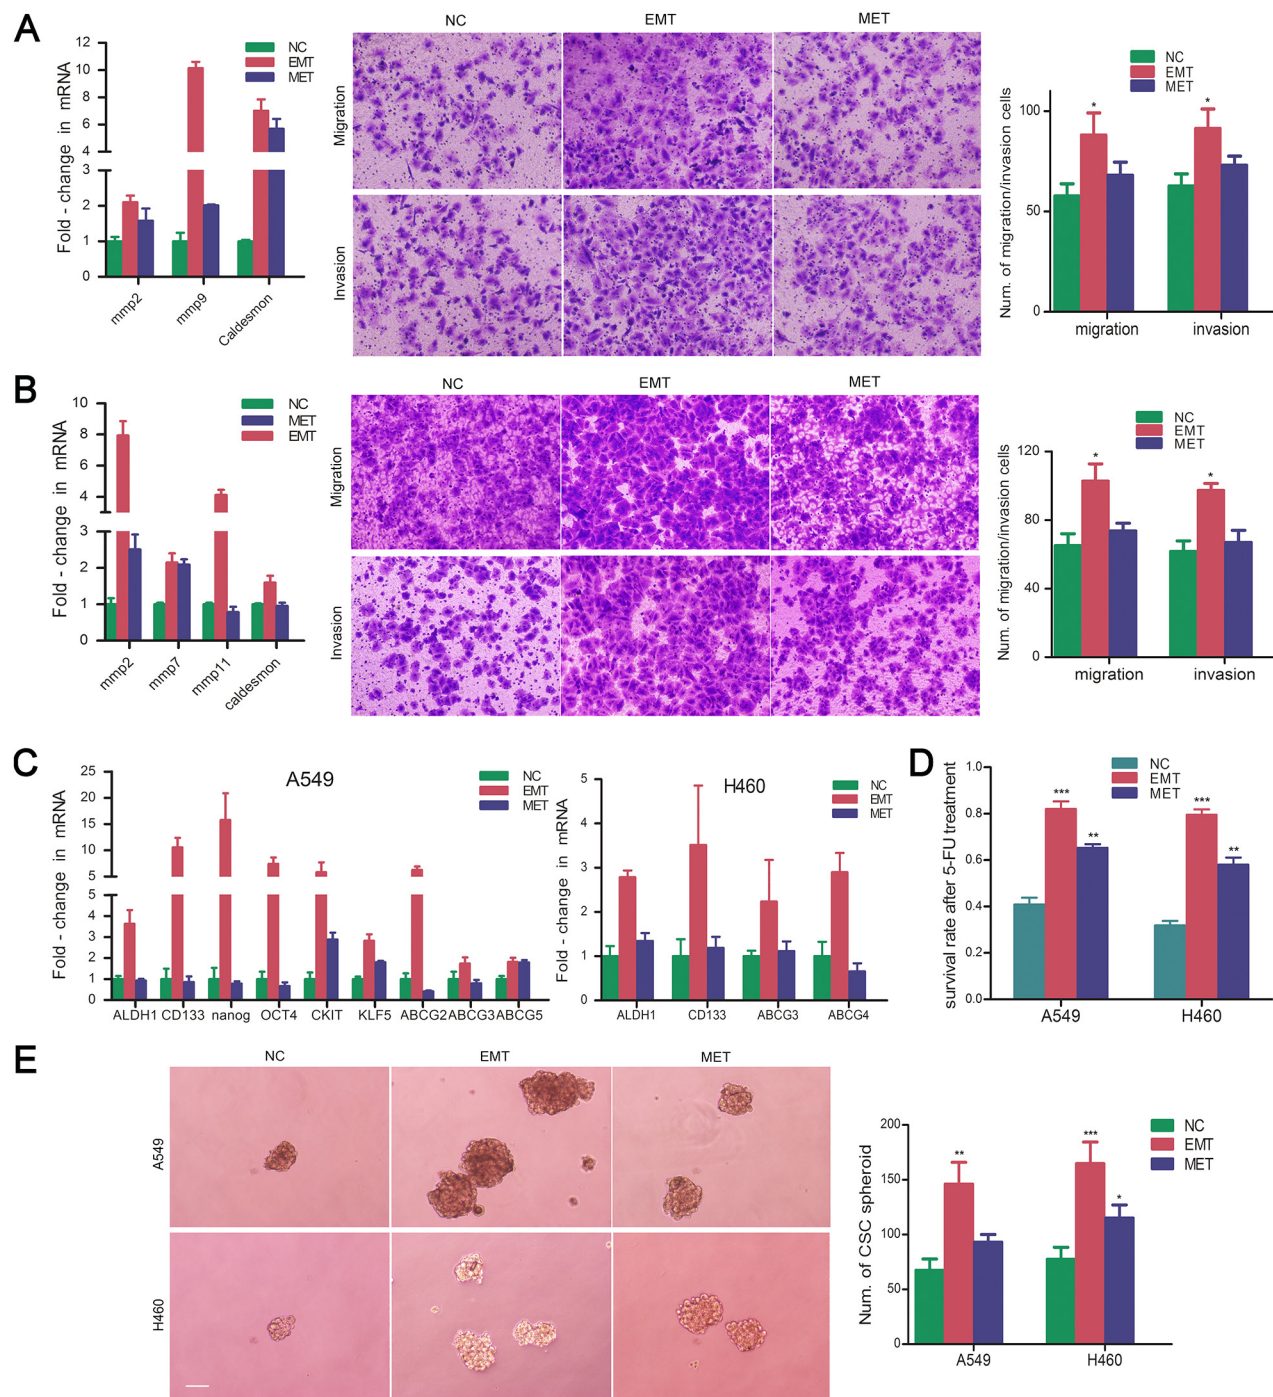 A
Fold - change in mRNA
12
10
8
6
4
3
2
1
0
NC
EMT
MET
mmp2
mmp9
Caldesmon
NC
EMT
MET
Migration
Invasion
NC
EMT
MET
Num. of migration/invasion cells
100
50
0
*
*
migration
invasion
B
Fold - change in mRNA
10
8
6
4
3
2
1
0
NC
MET
EMT
mmp2
mmp7
mmp11
caldesmon
NC
EMT
MET
Migration
Invasion
NC
EMT
MET
Num. of migration/invasion cells
120
80
40
0
*
*
migration
invasion
C
A549
Fold - change in mRNA
25
20
15
10
5
5
4
3
2
1
0
NC
EMT
MET
ALDH1 CD133 nanog OCT4 CKIT KLF5 ABCG2 ABCG3 ABCG5
H460
Fold - change in mRNA
5
4
3
2
1
0
NC
EMT
MET
ALDH1 CD133 ABCG3 ABCG4
D
survival rate after 5-FU treatment
0.8
0.6
0.4
0.2
0.0
NC
EMT
MET
***
**
***
**
A549
H460
E
NC
EMT
MET
A549
H460
Num. of CSC spheroid
200
150
100
50
0
NC
EMT
MET
**
***
*
A549
H460